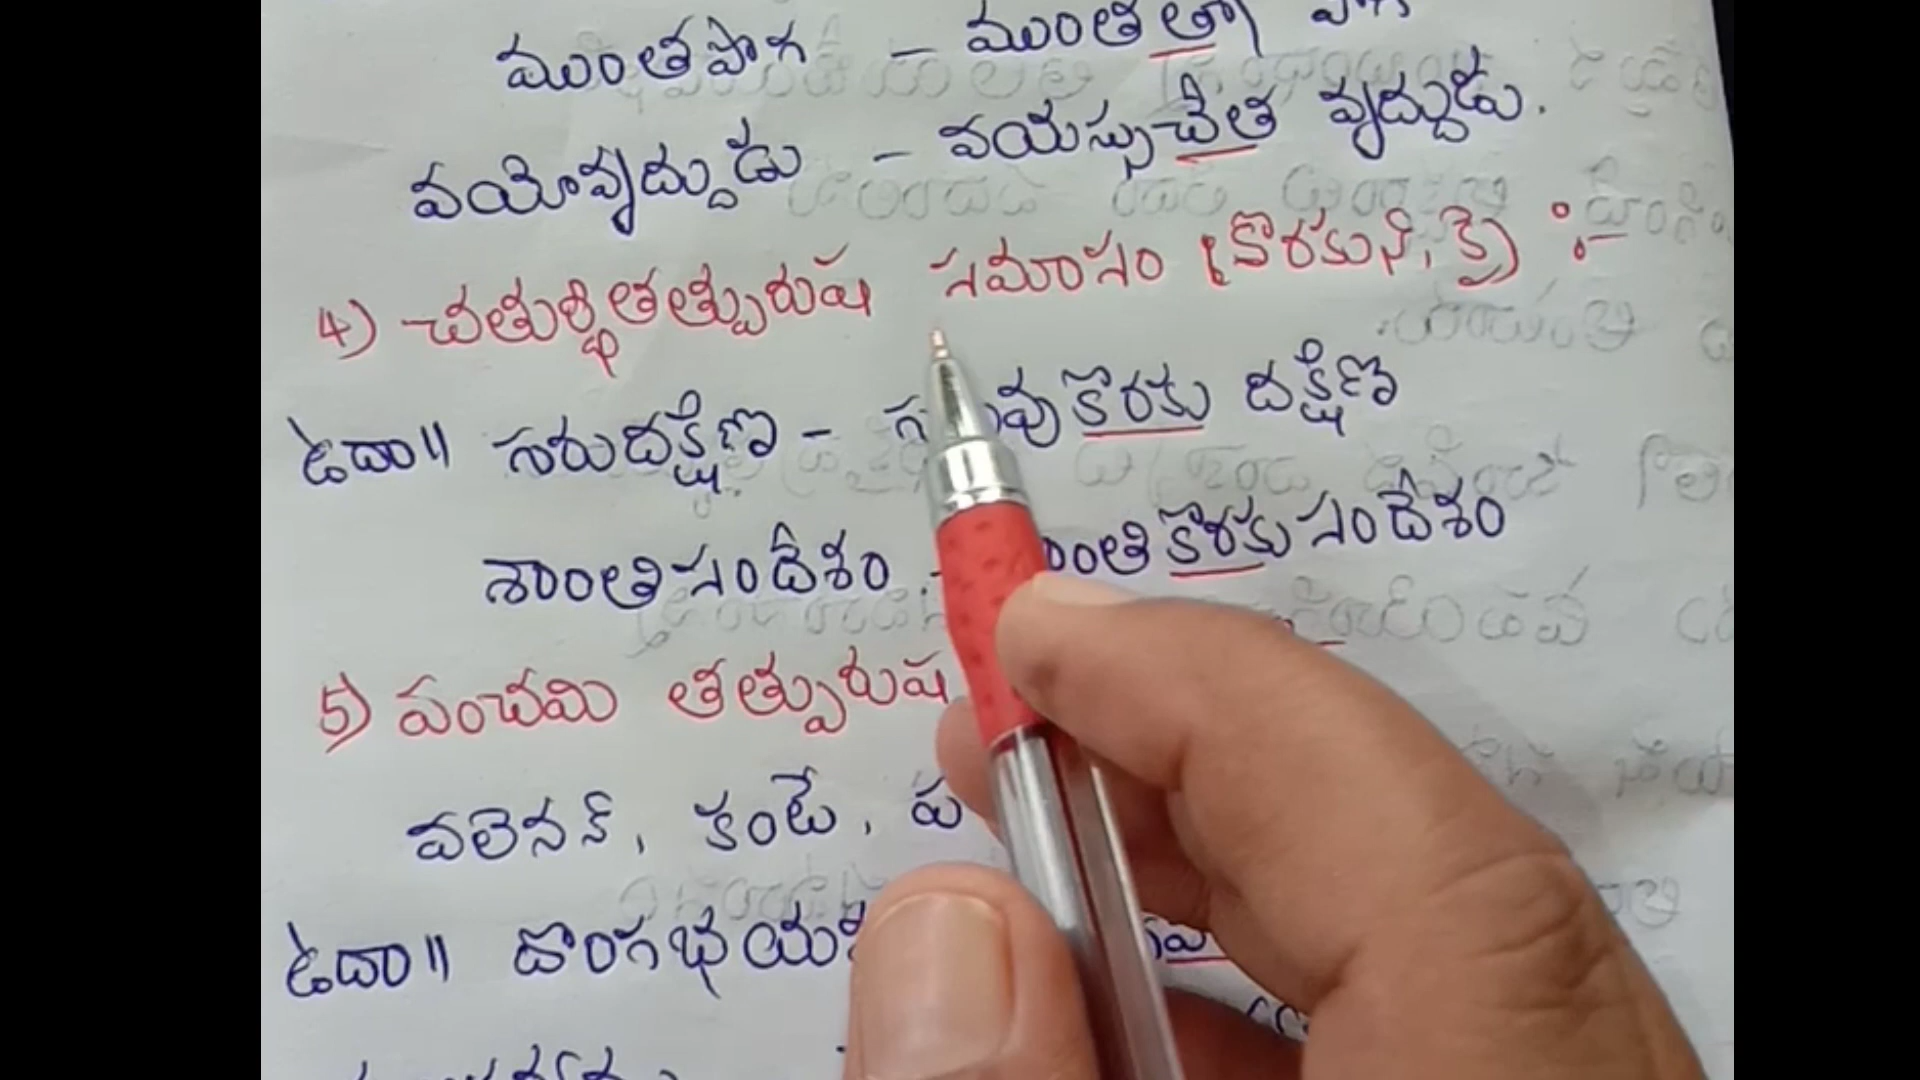 ముంతపొగ - ముంతతో
వయోవృద్దుడు - వయస్సుచేత వృద్దుడు.
4) చతుర్థితత్పురుష సమాసం (కొరకున్, కై) :-
ఉదా॥ గురుదక్షిణ - కొరకు దక్షిణ
శాంతిసందేశం - కొరకు సందేశం
5) పంచమి తత్పురుష
వలెనన్, కంటే,
ఉదా॥ దొంగభయం